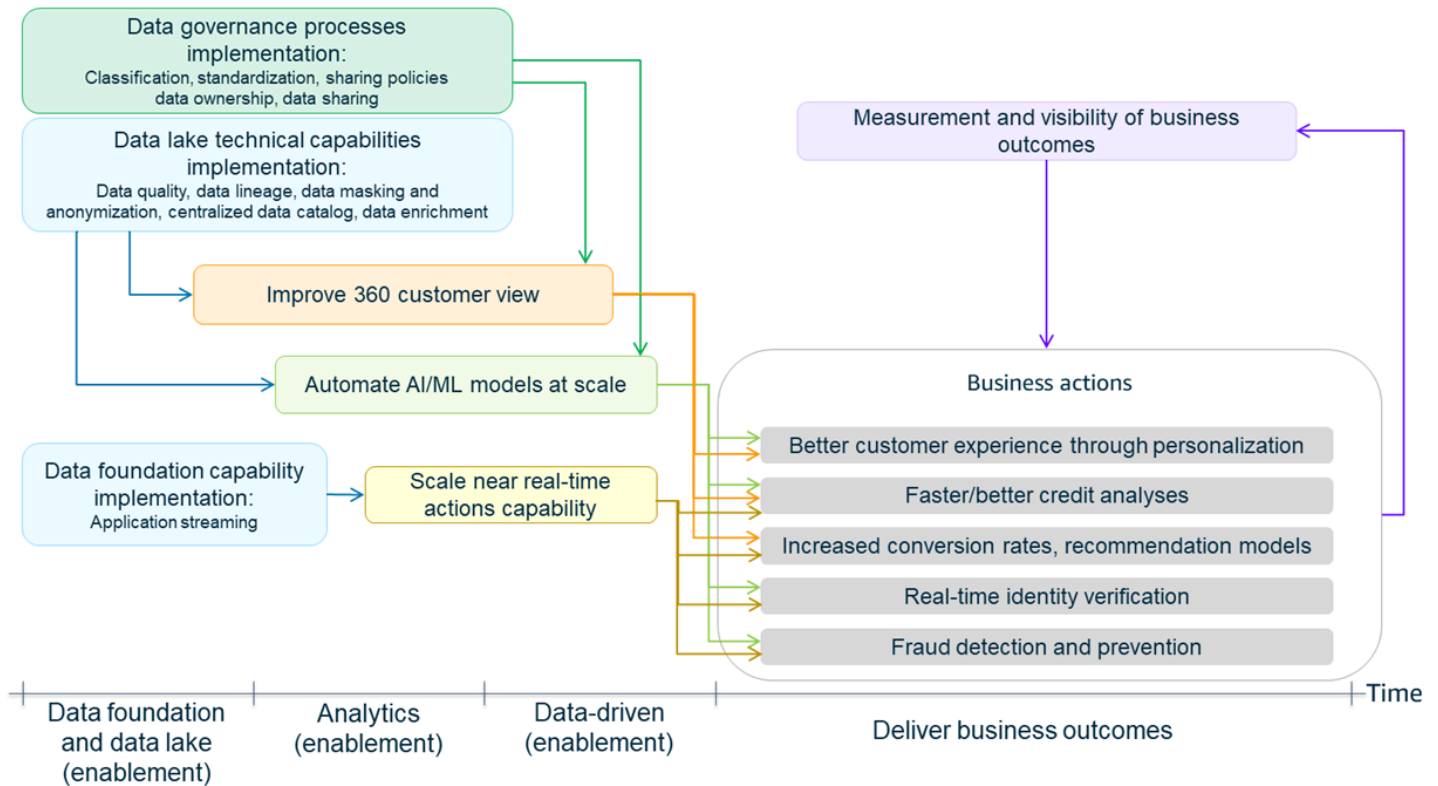 Data governance processes
implementation:
Classification, standardization, sharing policies
data ownership, data sharing
Data lake technical capabilities
implementation:
Data quality, data lineage, data masking and
anonymization, centralized data catalog, data enrichment
Measurement and visibility of business
outcomes
Improve 360 customer view
Automate AI/ML models at scale
Data foundation capability
implementation:
Application streaming
Scale near real-time
actions capability
Business actions
Better customer experience through personalization
Faster/better credit analyses
Increased conversion rates, recommendation models
Real-time identity verification
Fraud detection and prevention
Time
Data foundation
and data lake
(enablement)
Analytics
(enablement)
Data-driven
(enablement)
Deliver business outcomes